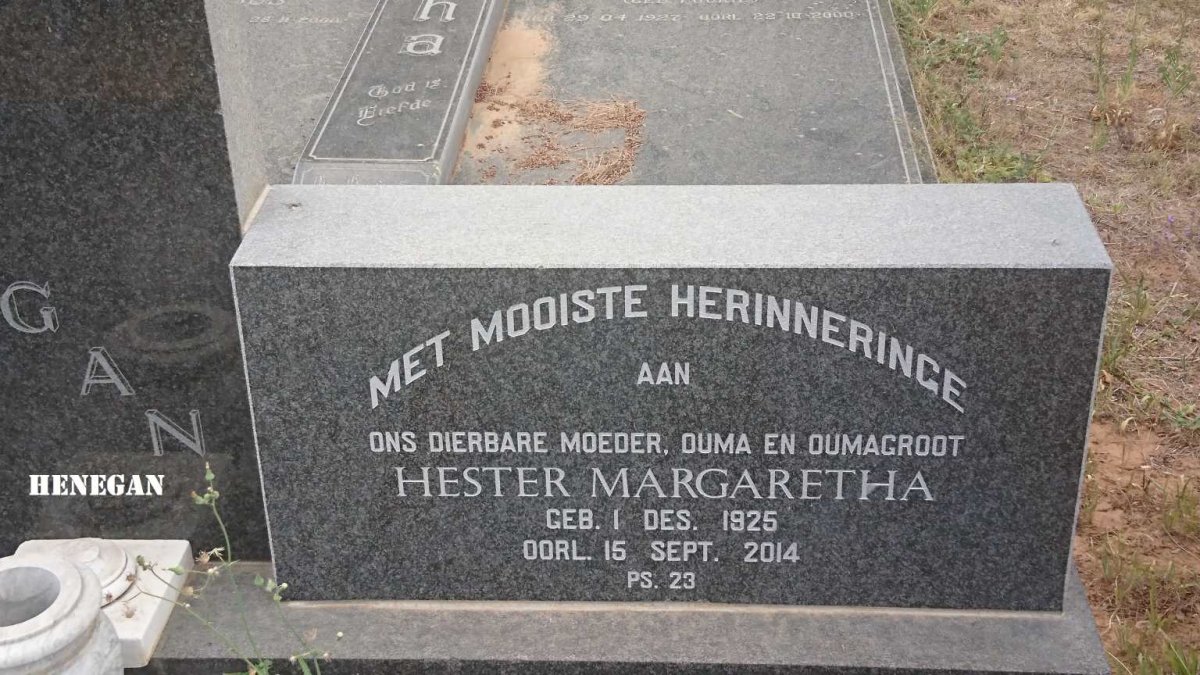 God is
Liefde
G
A
N
HENEGAN
MET MOOISTE HERINNERINGE
AAN
ONS DIERBARE MOEDER, OUMA EN OUMAGROOT
HESTER MARGARETHA
GEB. 1 DES. 1925
OORL. 15 SEPT. 2014
PS. 23